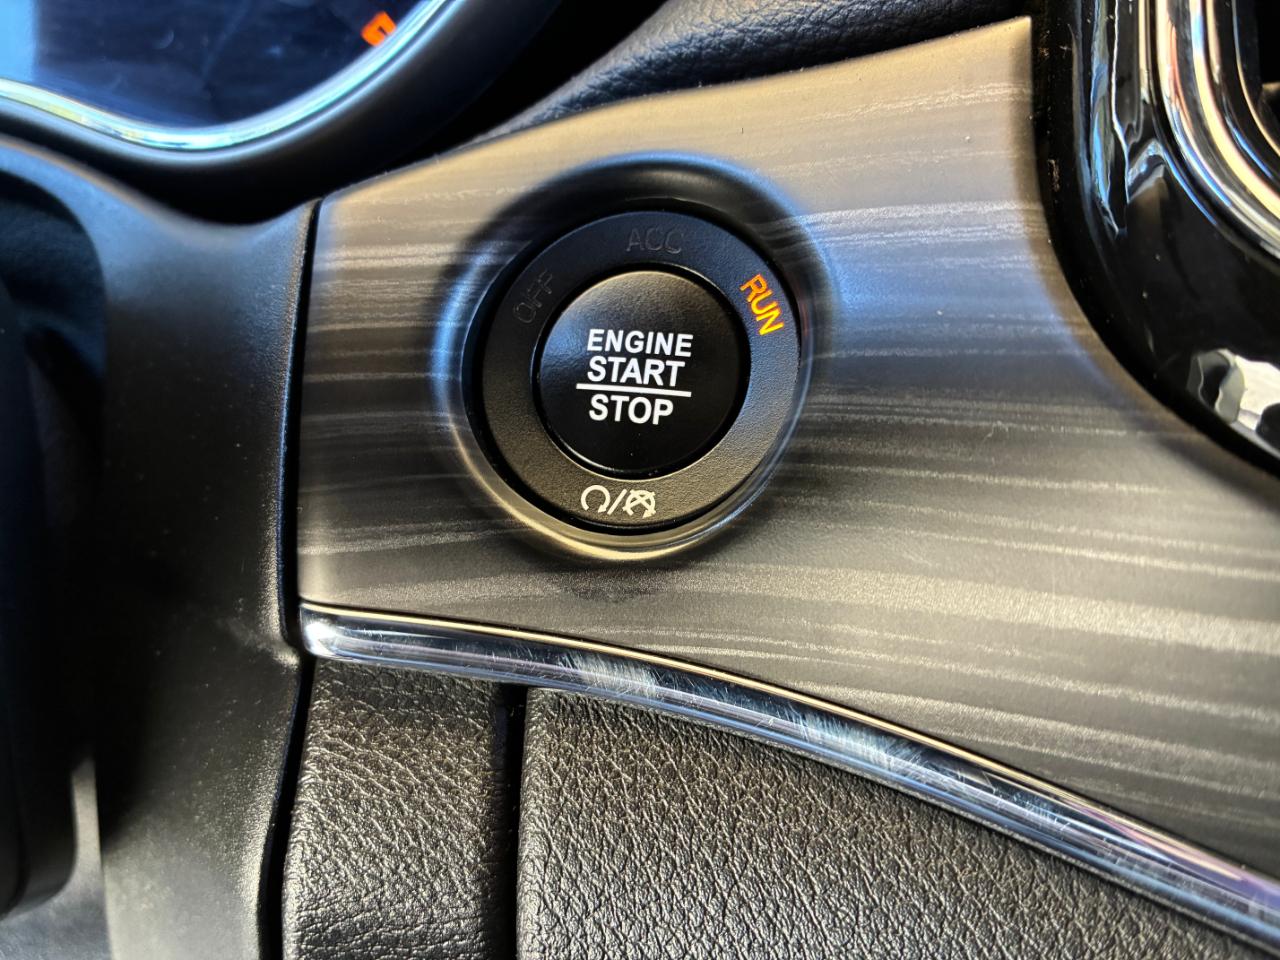 ACC
OFF
RUN
ENGINE
START
STOP